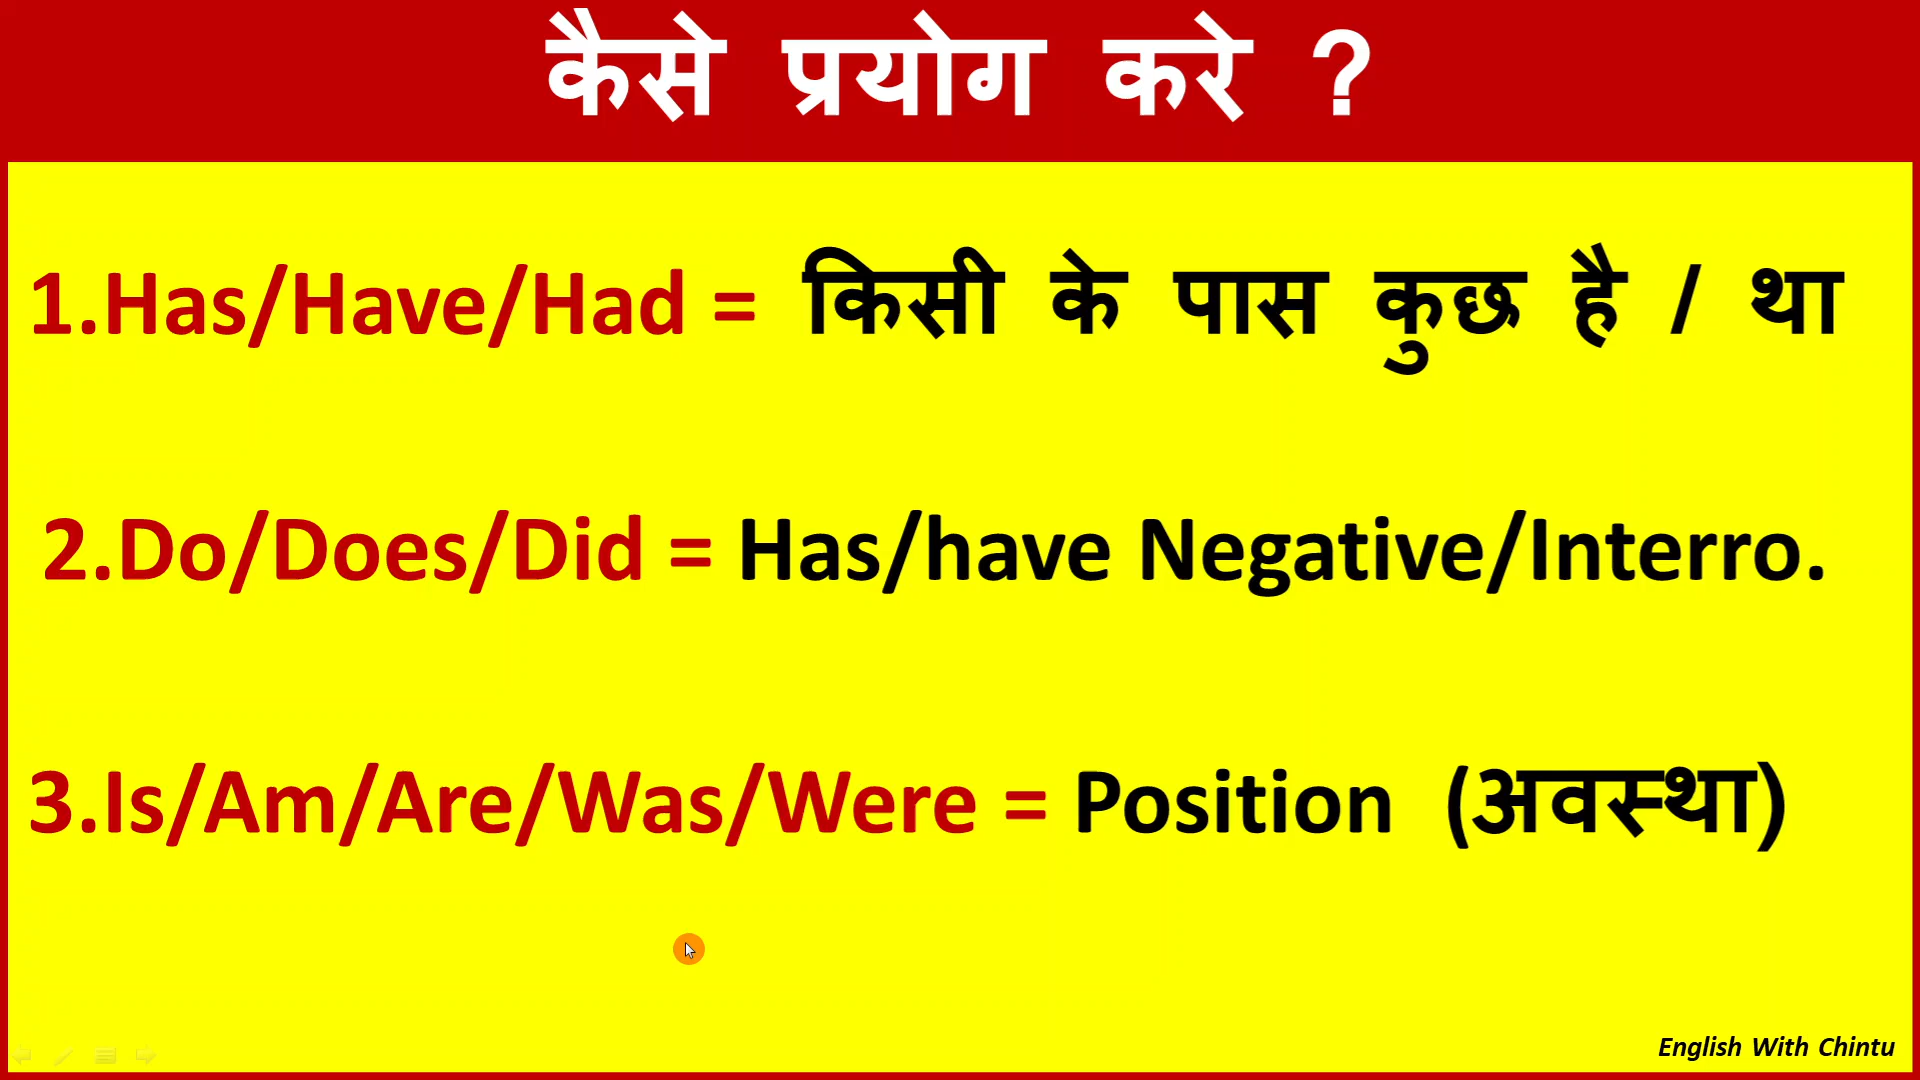 कैसे प्रयोग करे ?
1.Has/Have/Had = किसी के पास कुछ है / था
2.Do/Does/Did = Has/have Negative/Interro.
3.Is/Am/Are/Was/Were = Position (अवस्था)
English With Chintu